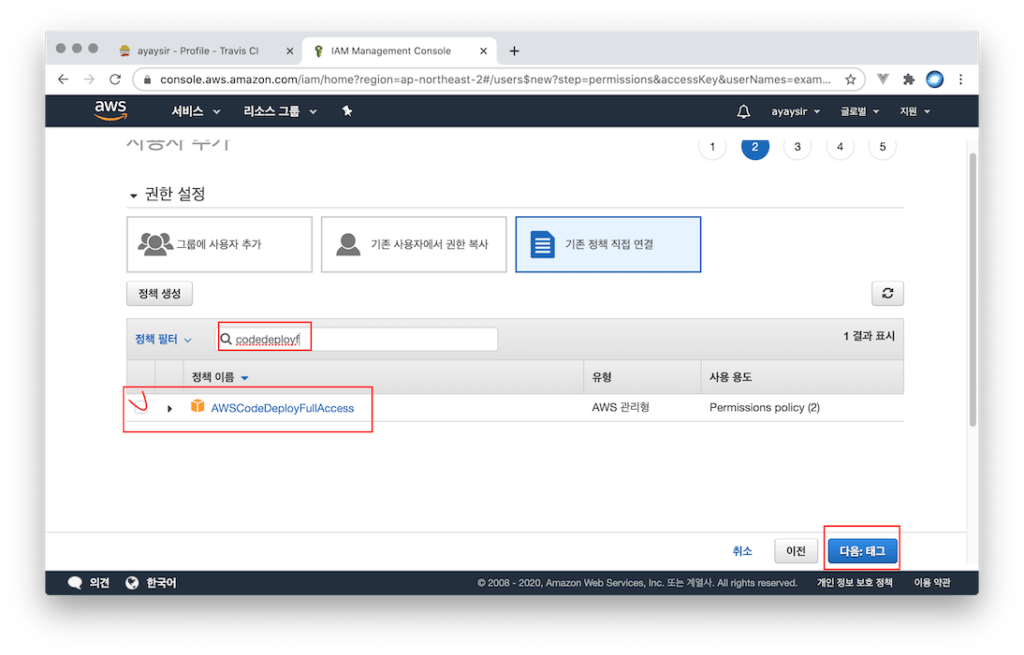 ayaysir - Profile - Travis CI
IAM Management Console
console.aws.amazon.com/iam/home?region=ap-northeast-2#/users$new?step=permissions&accessKey&userNames=exam...
aws 서비스 리소스 그룹 ayaysir 글로벌 지원
사용자 추가 1 2 3 4 5
권한 설정
그룹에 사용자 추가 기존 사용자에서 권한 복사 기존 정책 직접 연결
정책 생성
정책 필터 codedeployf 1 결과 표시
정책 이름 유형 사용 용도
AWSCodeDeployFullAccess AWS 관리형 Permissions policy (2)
취소 이전 다음: 태그
의견 한국어 © 2008 - 2020, Amazon Web Services, Inc. 또는 계열사. All rights reserved. 개인 정보 보호 정책 이용 약관